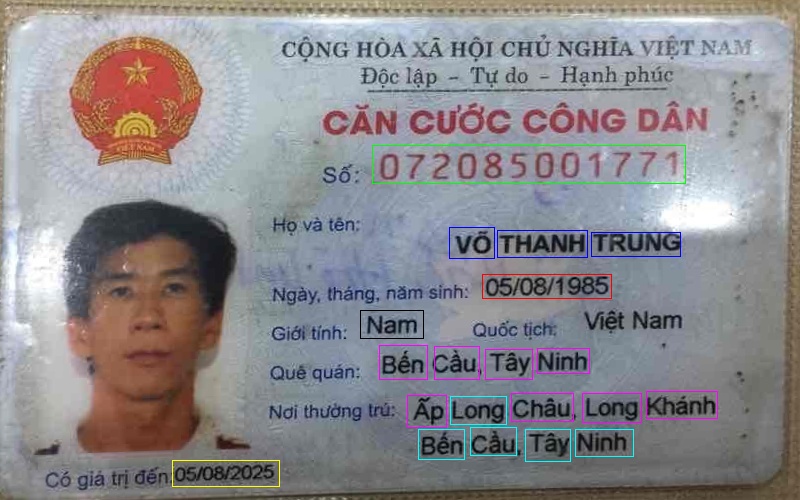 CỘNG HÒA XÃ HỘI CHỦ NGHĨA VIỆT NAM
Độc lập - Tự do - Hạnh phúc
CĂN CƯỚC CÔNG DÂN
Số: 072085001771
Họ và tên:
VÕ THANH TRUNG
Ngày, tháng, năm sinh: 05/08/1985
Giới tính: Nam Quốc tịch: Việt Nam
Quê quán: Bến Cầu, Tây Ninh
Nơi thường trú: Ấp Long Châu, Long Khánh
Bến Cầu, Tây Ninh
Có giá trị đến 05/08/2025